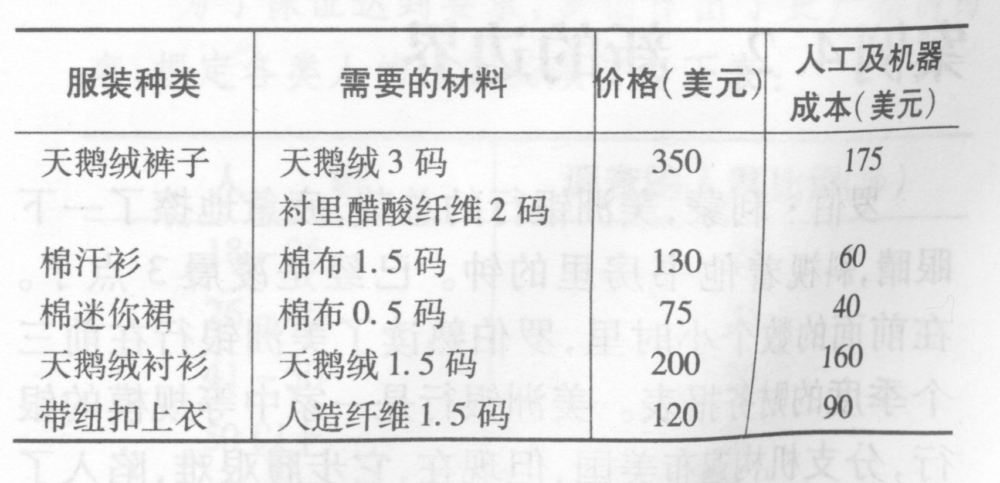 服装种类 需要的材料 价格(美元) 人工及机器
成本(美元)
天鹅绒裤子 天鹅绒3码 350 175
衬里醋酸纤维2码
棉汗衫 棉布1.5码 130 60
棉迷你裙 棉布0.5码 75 40
天鹅绒衬衫 天鹅绒1.5码 200 160
带纽扣上衣 人造纤维1.5码 120 90